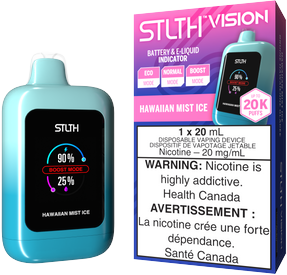 STLTH
90%
BOOST MODE
25%
HAWAIIAN MIST ICE
STLTH VISION
BATTERY & E-LIQUID
INDICATOR
ECO MODE
NORMAL MODE
BOOST MODE
HAWAIIAN MIST ICE
UP TO
20K
PUFFS
1 x 20 mL
DISPOSABLE VAPING DEVICE
DISPOSITIF DE VAPOTAGE JETABLE
Nicotine – 20 mg/mL
WARNING: Nicotine is
highly addictive.
Health Canada
AVERTISSEMENT :
La nicotine crée une forte
dépendance.
Santé Canada